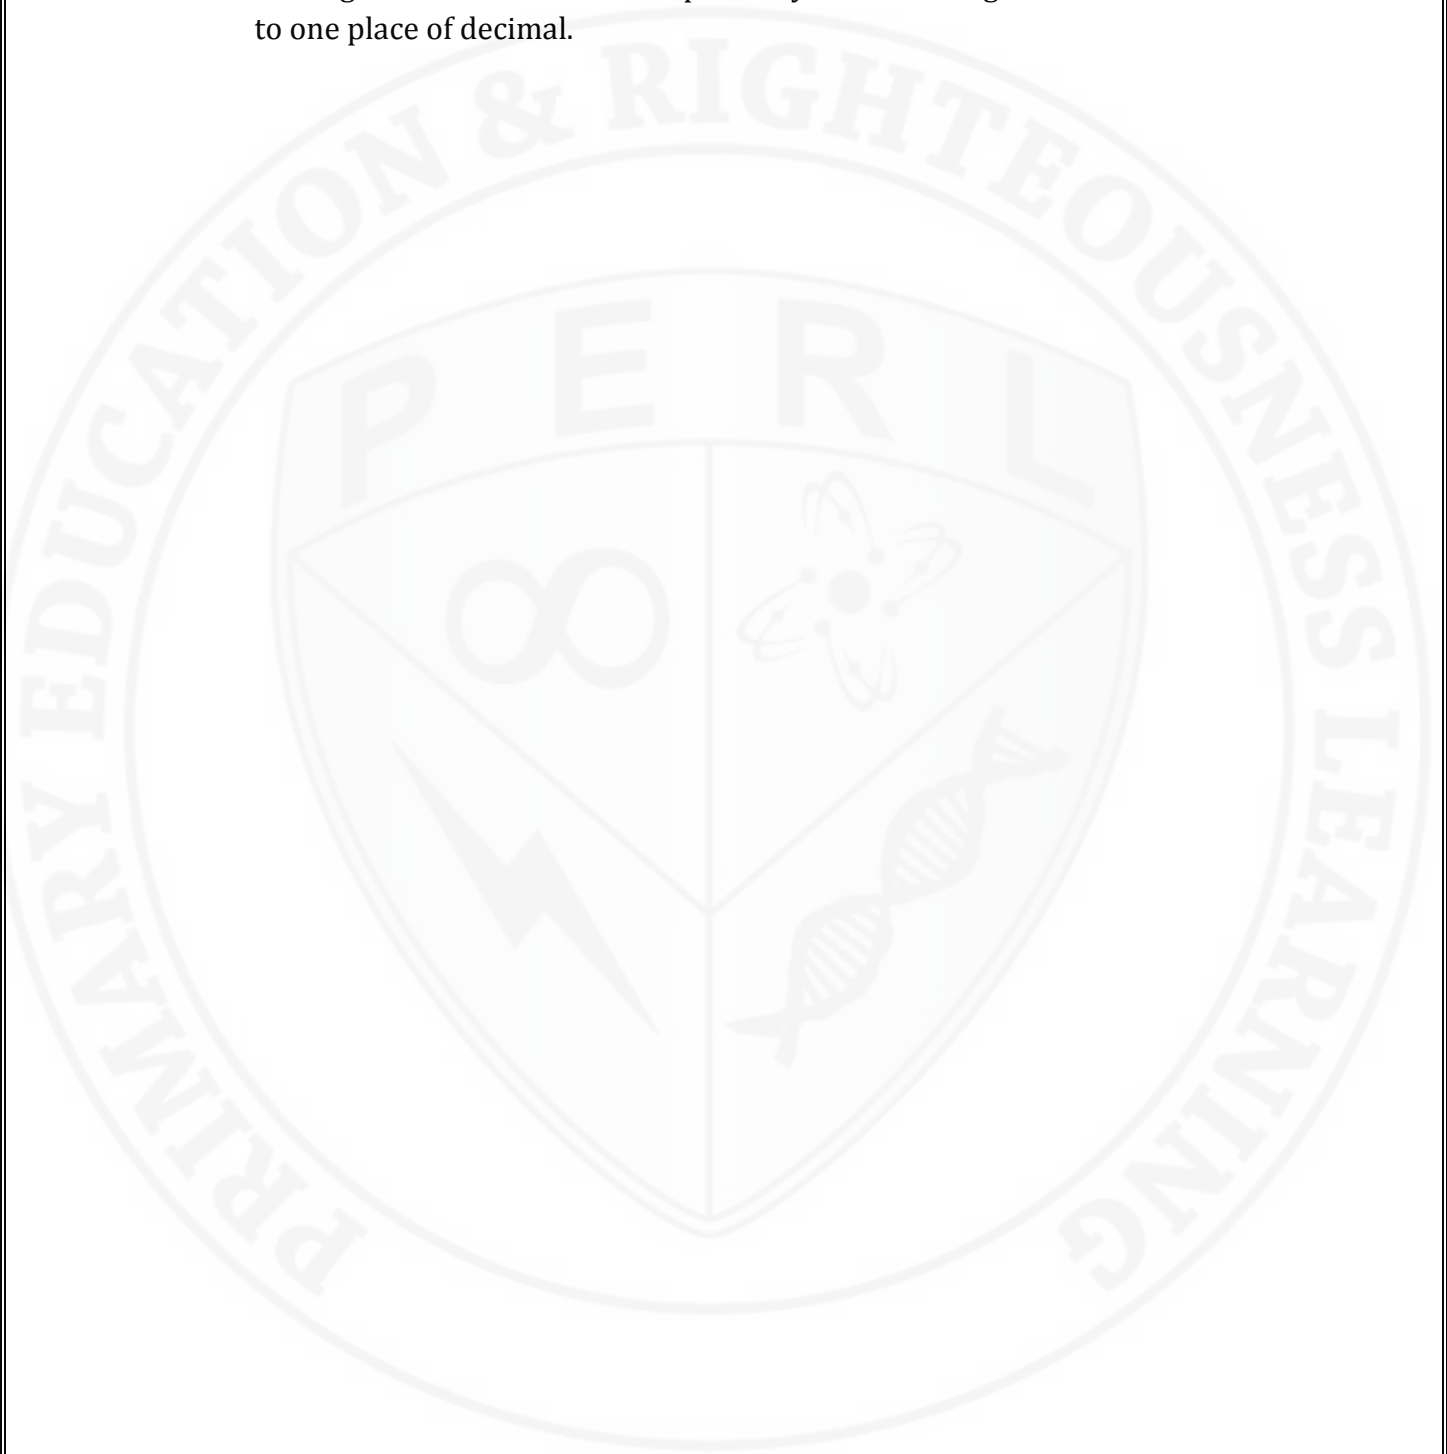 to one place of decimal.
PRIMARY EDUCATION & RIGHTEOUSNESS LEARNING
P E R L